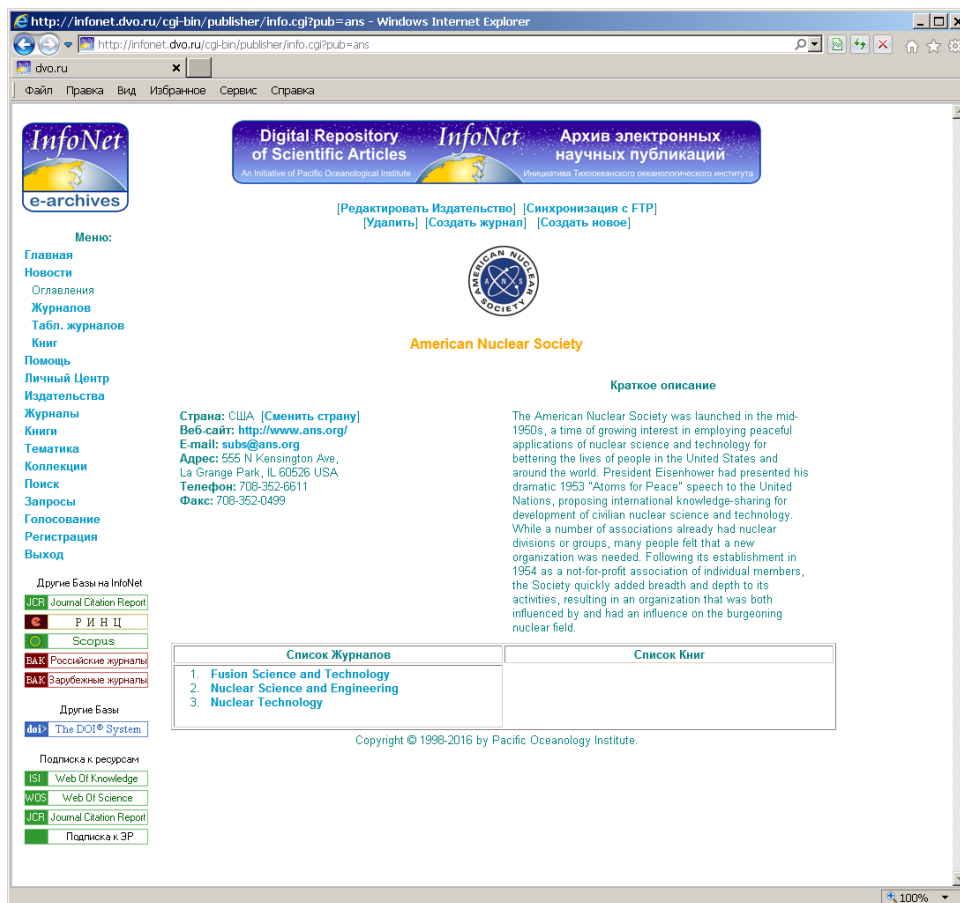 http://infonet.dvo.ru/cgi-bin/publisher/info.cgi?pub=ans - Windows Internet Explorer
http://infonet.dvo.ru/cgi-bin/publisher/info.cgi?pub=ans
dvo.ru
Файл Правка Вид Избранное Сервис Справка
InfoNet
e-archives
Digital Repository of Scientific Articles
An Initiative of Pacific Oceanological Institute
InfoNet
Архив электронных научных публикаций
Инициатива Тихоокеанского океанологического института
[Редактировать Издательство] [Синхронизация с FTP]
[Удалить] [Создать журнал] [Создать новое]
AMERICAN NUCLEAR SOCIETY
ANS
American Nuclear Society
Меню:
Главная
Новости
Оглавления
Журналов
Табл. журналов
Книг
Помощь
Личный Центр
Издательства
Журналы
Книги
Тематика
Коллекции
Поиск
Запросы
Голосование
Регистрация
Выход
Другие Базы на InfoNet
JCR Journal Citation Report
РИНЦ
Scopus
ВАК Российские журналы
ВАК Зарубежные журналы
Другие Базы
doi> The DOI® System
Подписка к ресурсам
ISI Web Of Knowledge
WOS Web Of Science
JCR Journal Citation Report
Подписка к ЭР
Страна: США [Сменить страну]
Веб-сайт: http://www.ans.org/
E-mail: subs@ans.org
Адрес: 555 N Kensington Ave,
La Grange Park, IL 60526 USA
Телефон: 708-352-6611
Факс: 708-352-0499
Краткое описание
The American Nuclear Society was launched in the mid-
1950s, a time of growing interest in employing peaceful
applications of nuclear science and technology for
bettering the lives of people in the United States and
around the world. President Eisenhower had presented his
dramatic 1953 "Atoms for Peace" speech to the United
Nations, proposing international knowledge-sharing for
development of civilian nuclear science and technology.
While a number of associations already had nuclear
divisions or groups, many people felt that a new
organization was needed. Following its establishment in
1954 as a not-for-profit association of individual members,
the Society quickly added breadth and depth to its
activities, resulting in an organization that was both
influenced by and had an influence on the burgeoning
nuclear field.
Список Журналов
1. Fusion Science and Technology
2. Nuclear Science and Engineering
3. Nuclear Technology
Список Книг
Copyright © 1998-2016 by Pacific Oceanology Institute.
100%